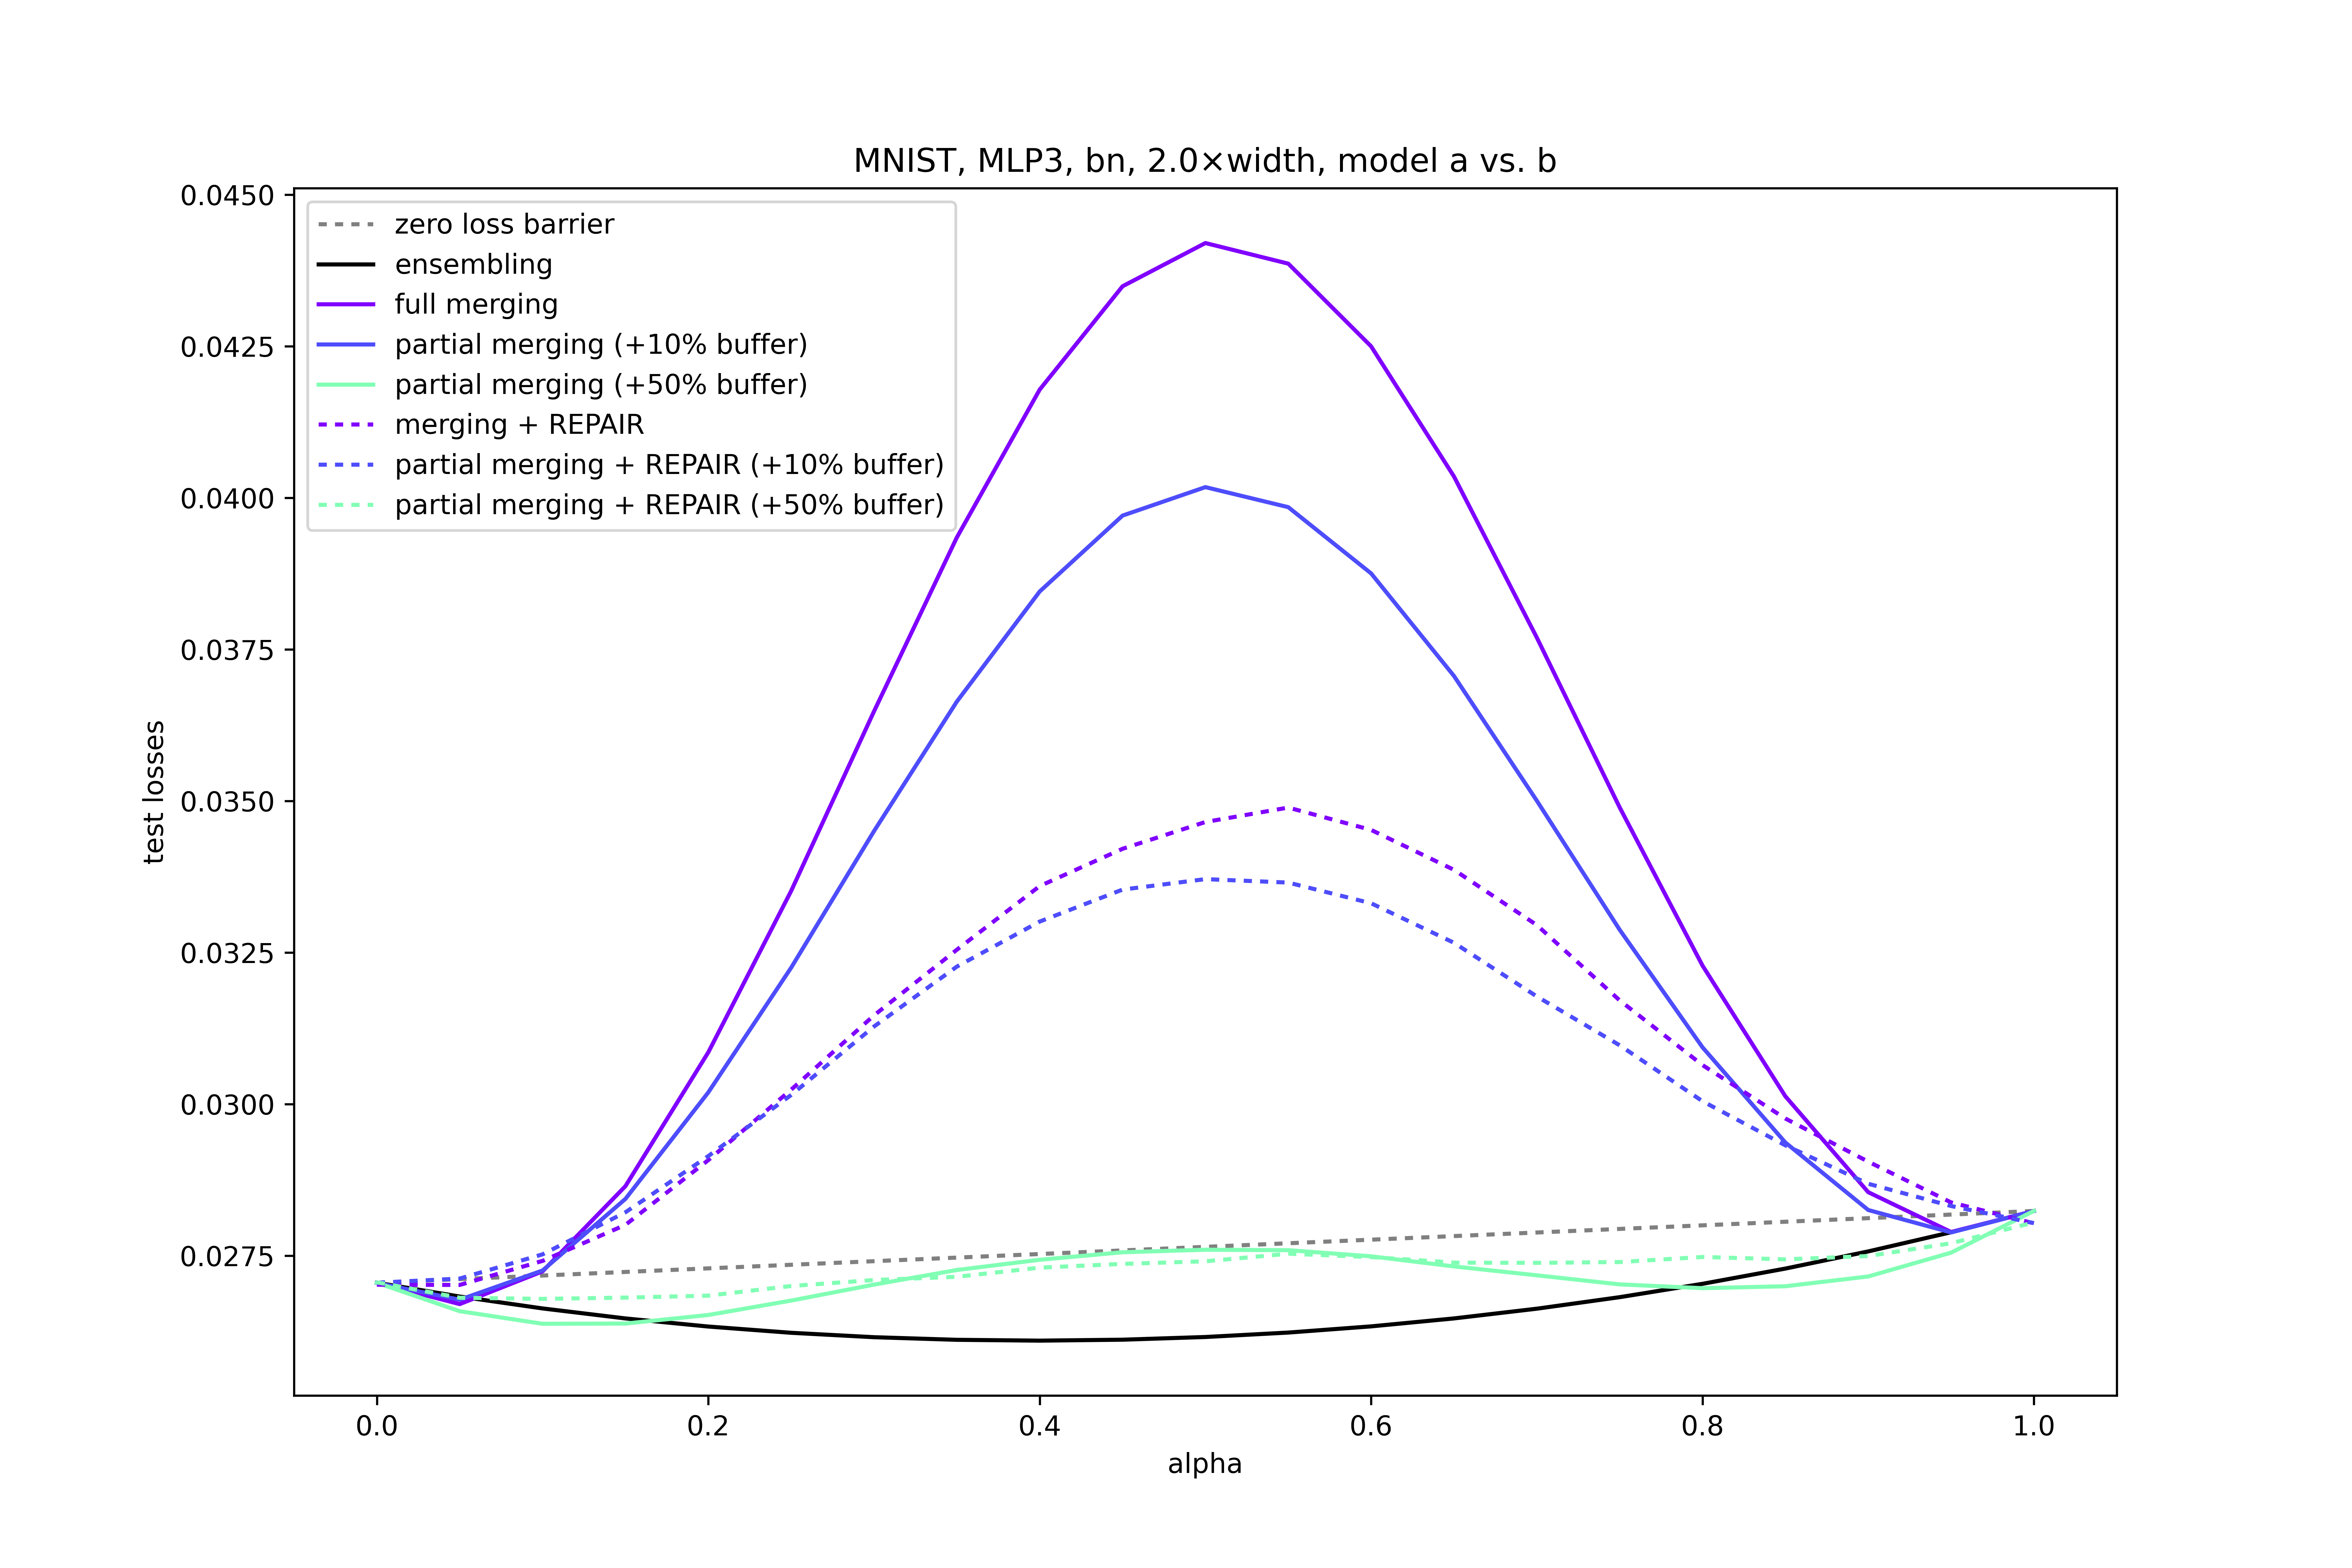 MNIST, MLP3, bn, 2.0×width, model a vs. b
zero loss barrier
ensembling
full merging
partial merging (+10% buffer)
partial merging (+50% buffer)
merging + REPAIR
partial merging + REPAIR (+10% buffer)
partial merging + REPAIR (+50% buffer)
test losses
0.0450
0.0425
0.0400
0.0375
0.0350
0.0325
0.0300
0.0275
0.0 0.2 0.4 0.6 0.8 1.0
alpha